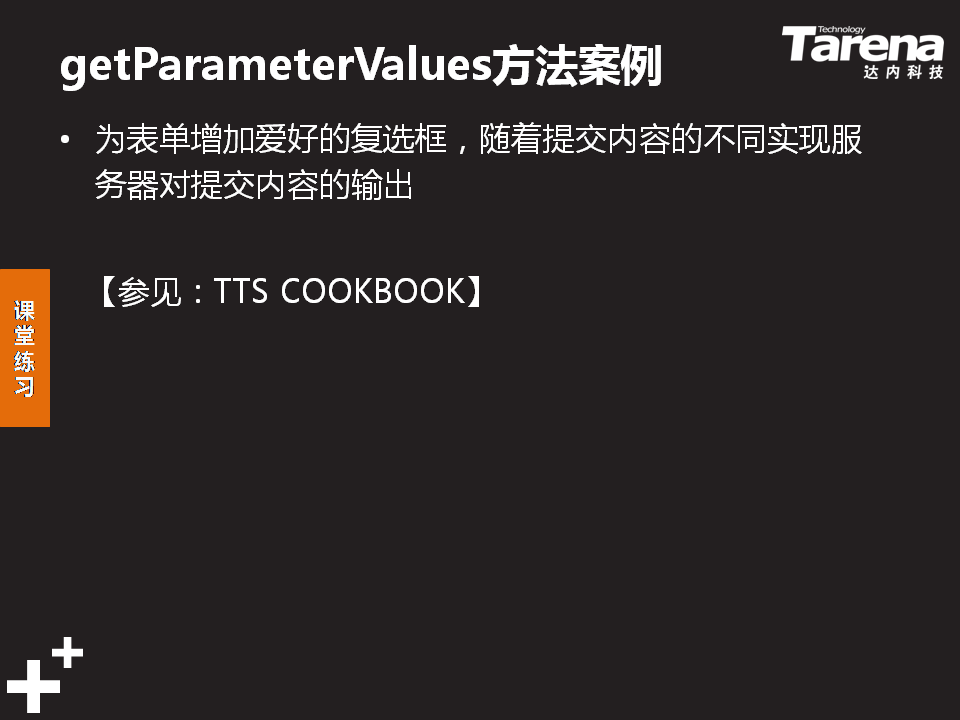 getParameterValues方法案例
Technology
Tarena
达内科技
• 为表单增加爱好的复选框，随着提交内容的不同实现服
务器对提交内容的输出
【参见：TTS COOKBOOK】
课
堂
练
习